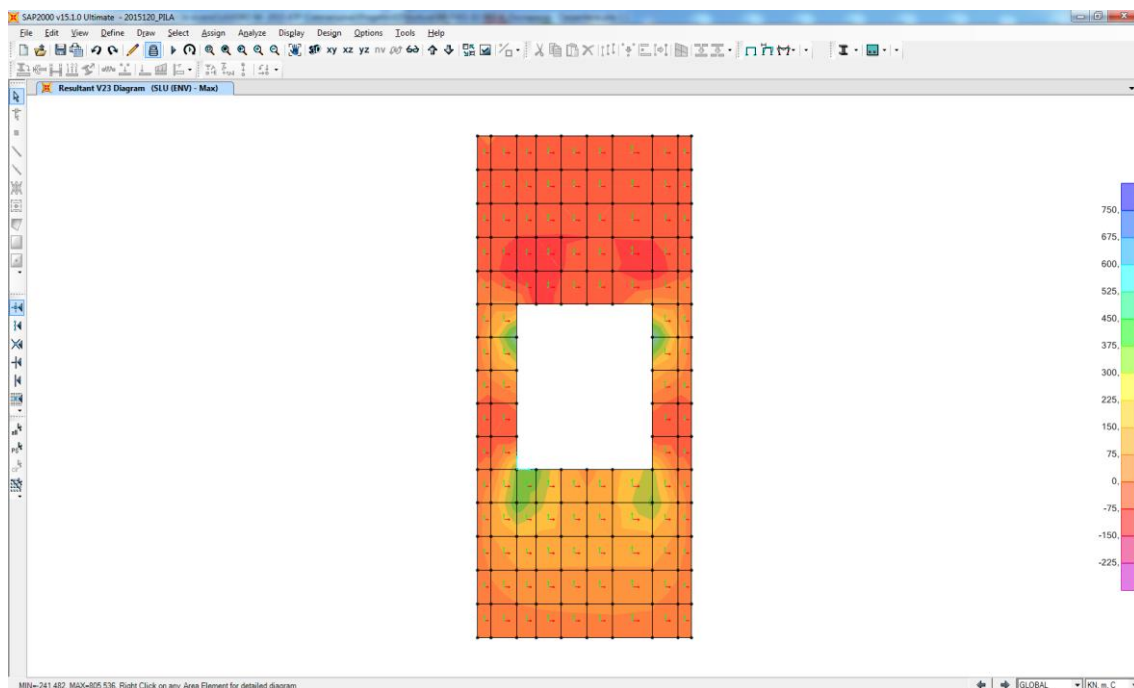 SAP2000 v15.1.0 Ultimate - 2015120_PILA
File Edit View Define Draw Select Assign Analyze Display Design Options Tools Help
xy xz yz nv
Resultant V23 Diagram (SLU (ENV) - Max)
750,
675,
600,
525,
450,
375,
300,
225,
150,
75,
0,
-75,
-150,
-225,
MIN=-241.482, MAX=805.536, Right Click on any Area Element for detailed diagram
GLOBAL KN, m, C